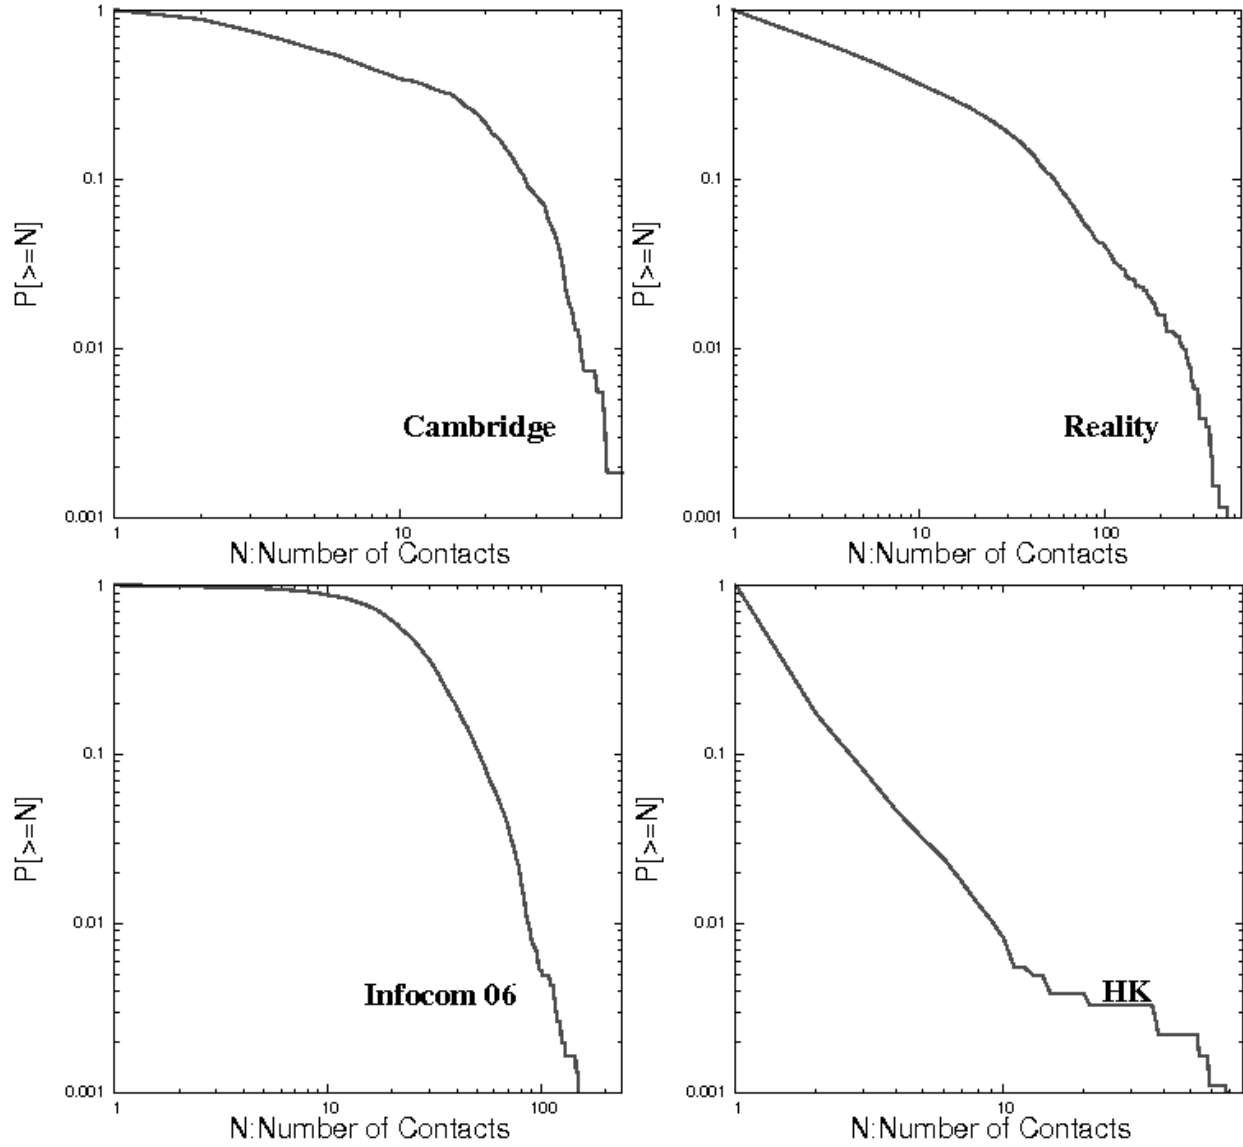 1
0.1
0.01
0.001
P[>=N]
Cambridge
1
10
N:Number of Contacts
1
0.1
0.01
0.001
P[>=N]
Reality
1
10
100
N:Number of Contacts
1
0.1
0.01
0.001
P[>=N]
Infocom 06
1
10
100
N:Number of Contacts
1
0.1
0.01
0.001
P[>=N]
HK
1
10
N:Number of Contacts